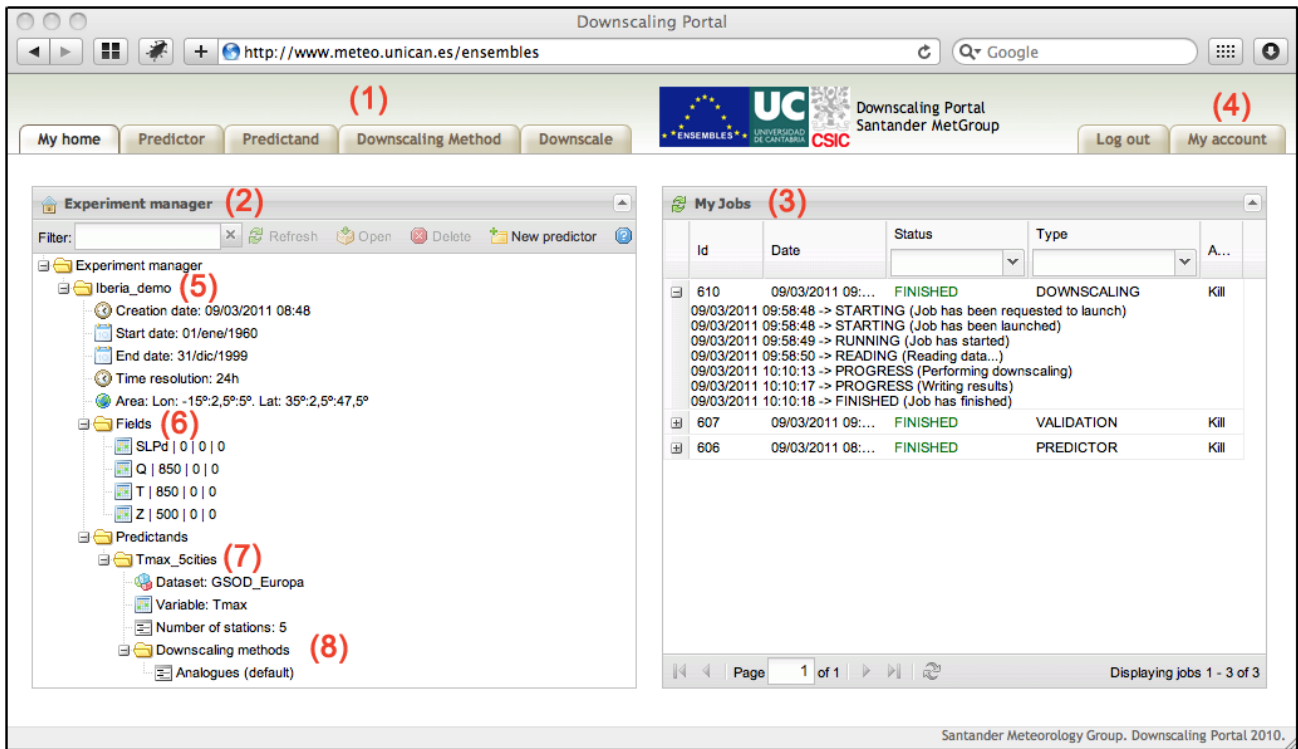 Downscaling Portal
http://www.meteo.unican.es/ensembles
Google
(1)
(4)
My home
Predictor
Predictand
Downscaling Method
Downscale
ENSEMBLES
UC
UNIVERSIDAD
DE CANTABRIA
CSIC
Downscaling Portal
Santander MetGroup
Log out
My account
Experiment manager (2)
Filter: Refresh Open Delete New predictor
Experiment manager
Iberia_demo (5)
Creation date: 09/03/2011 08:48
Start date: 01/ene/1960
End date: 31/dic/1999
Time resolution: 24h
Area: Lon: -15º:2,5º:5º. Lat: 35º:2,5º:47,5º
Fields (6)
SLPd | 0 | 0 | 0
Q | 850 | 0 | 0
T | 850 | 0 | 0
Z | 500 | 0 | 0
Predictands
Tmax_5cities (7)
Dataset: GSOD_Europa
Variable: Tmax
Number of stations: 5
Downscaling methods (8)
Analogues (default)
My Jobs (3)
Id Date Status Type A...
610 09/03/2011 09:... FINISHED DOWNSCALING Kill
09/03/2011 09:58:48 -> STARTING (Job has been requested to launch)
09/03/2011 09:58:48 -> STARTING (Job has been launched)
09/03/2011 09:58:49 -> RUNNING (Job has started)
09/03/2011 09:58:50 -> READING (Reading data...)
09/03/2011 10:10:13 -> PROGRESS (Performing downscaling)
09/03/2011 10:10:17 -> PROGRESS (Writing results)
09/03/2011 10:10:18 -> FINISHED (Job has finished)
607 09/03/2011 09:... FINISHED VALIDATION Kill
606 09/03/2011 08:... FINISHED PREDICTOR Kill
Page 1 of 1
Displaying jobs 1 - 3 of 3
Santander Meteorology Group. Downscaling Portal 2010.